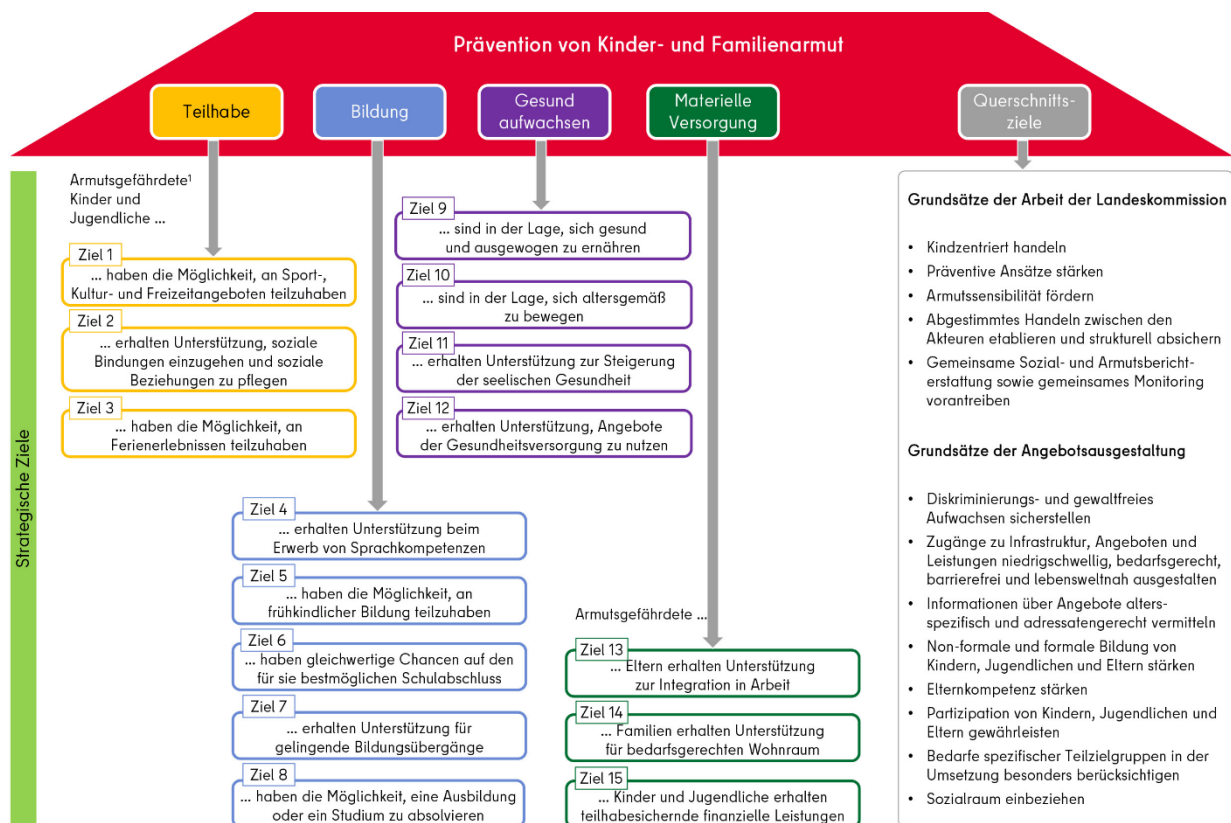 Prävention von Kinder- und Familienarmut
Teilhabe
Bildung
Gesund
aufwachsen
Materielle
Versorgung
Querschnitts-
ziele
Strategische Ziele
Armutsgefährdete¹
Kinder und
Jugendliche ...
Ziel 1
... haben die Möglichkeit, an Sport-,
Kultur- und Freizeitangeboten teilzuhaben
Ziel 2
... erhalten Unterstützung, soziale
Bindungen einzugehen und soziale
Beziehungen zu pflegen
Ziel 3
... haben die Möglichkeit, an
Ferienerlebnissen teilzuhaben
Ziel 4
... erhalten Unterstützung beim
Erwerb von Sprachkompetenzen
Ziel 5
... haben die Möglichkeit, an
frühkindlicher Bildung teilzuhaben
Ziel 6
... haben gleichwertige Chancen auf den
für sie bestmöglichen Schulabschluss
Ziel 7
... erhalten Unterstützung für
gelingende Bildungsübergänge
Ziel 8
... haben die Möglichkeit, eine Ausbildung
oder ein Studium zu absolvieren
Ziel 9
... sind in der Lage, sich gesund
und ausgewogen zu ernähren
Ziel 10
... sind in der Lage, sich altersgemäß
zu bewegen
Ziel 11
... erhalten Unterstützung zur Steigerung
der seelischen Gesundheit
Ziel 12
... erhalten Unterstützung, Angebote
der Gesundheitsversorgung zu nutzen
Armutsgefährdete ...
Ziel 13
... Eltern erhalten Unterstützung
zur Integration in Arbeit
Ziel 14
... Familien erhalten Unterstützung
für bedarfsgerechten Wohnraum
Ziel 15
... Kinder und Jugendliche erhalten
teilhabesichernde finanzielle Leistungen
Grundsätze der Arbeit der Landeskommission
• Kindzentriert handeln
• Präventive Ansätze stärken
• Armutssensibilität fördern
• Abgestimmtes Handeln zwischen den
Akteuren etablieren und strukturell absichern
• Gemeinsame Sozial- und Armutsbericht-
erstattung sowie gemeinsames Monitoring
vorantreiben
Grundsätze der Angebotsausgestaltung
• Diskriminierungs- und gewaltfreies
Aufwachsen sicherstellen
• Zugänge zu Infrastruktur, Angeboten und
Leistungen niedrigschwellig, bedarfsgerecht,
barrierefrei und lebensweltnah ausgestalten
• Informationen über Angebote alters-
spezifisch und adressatengerecht vermitteln
• Non-formale und formale Bildung von
Kindern, Jugendlichen und Eltern stärken
• Elternkompetenz stärken
• Partizipation von Kindern, Jugendlichen und
Eltern gewährleisten
• Bedarfe spezifischer Teilzielgruppen in der
Umsetzung besonders berücksichtigen
• Sozialraum einbeziehen